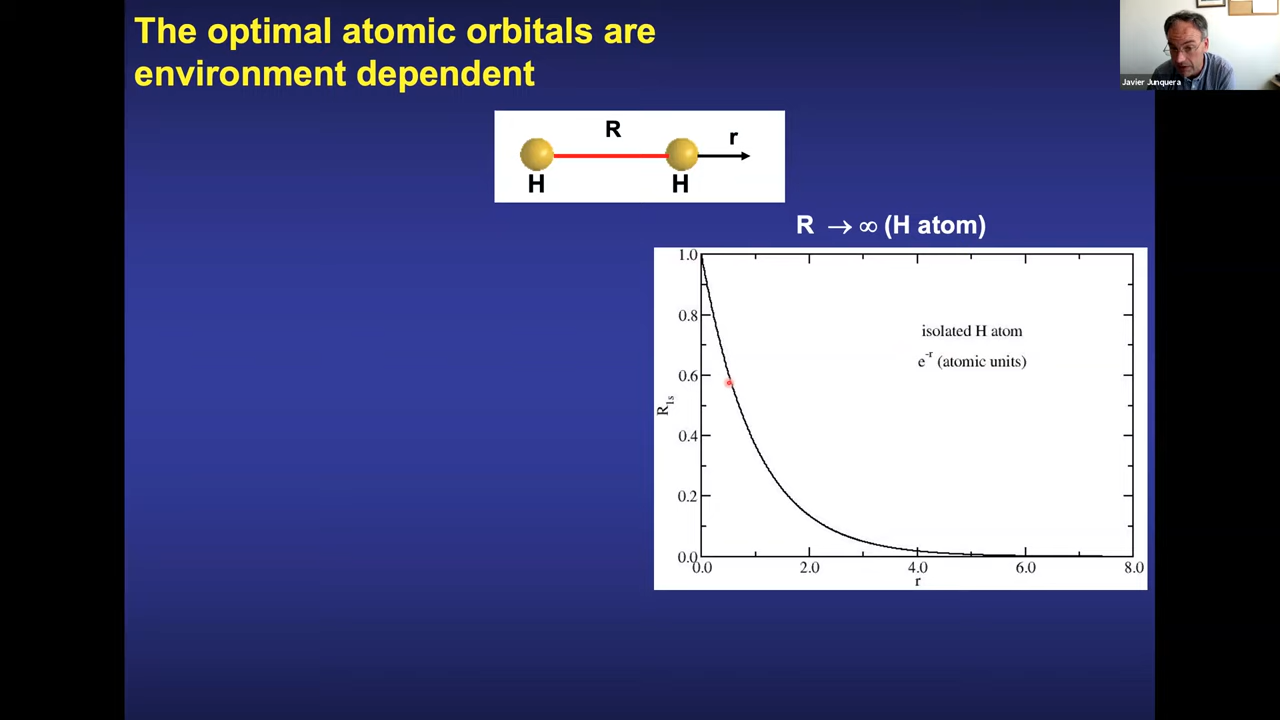 The optimal atomic orbitals are
environment dependent
Javier Junquera
R
r
H
H
R → ∞ (H atom)
1.0
0.8
0.6
0.4
0.2
0.0
R1s
isolated H atom
e^-r (atomic units)
0.0
2.0
4.0
6.0
8.0
r